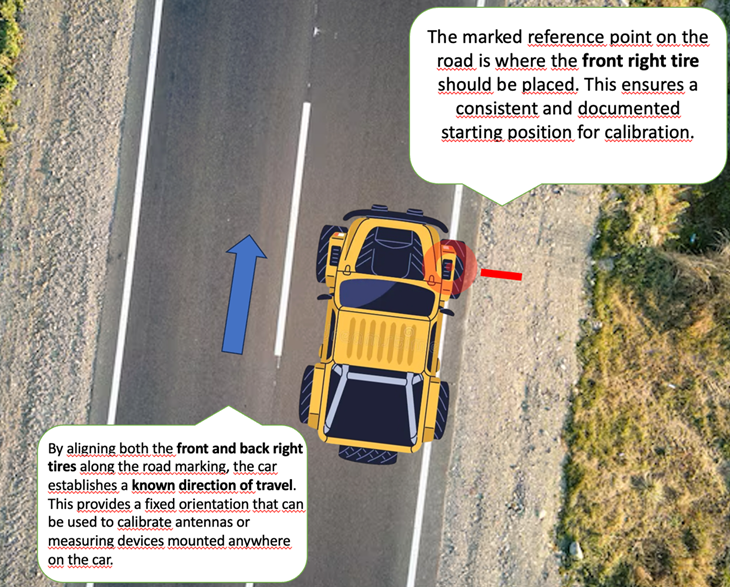 The marked reference point on the
road is where the front right tire
should be placed. This ensures a
consistent and documented
starting position for calibration.
By aligning both the front and back right
tires along the road marking, the car
establishes a known direction of travel.
This provides a fixed orientation that can
be used to calibrate antennas or
measuring devices mounted anywhere
on the car.